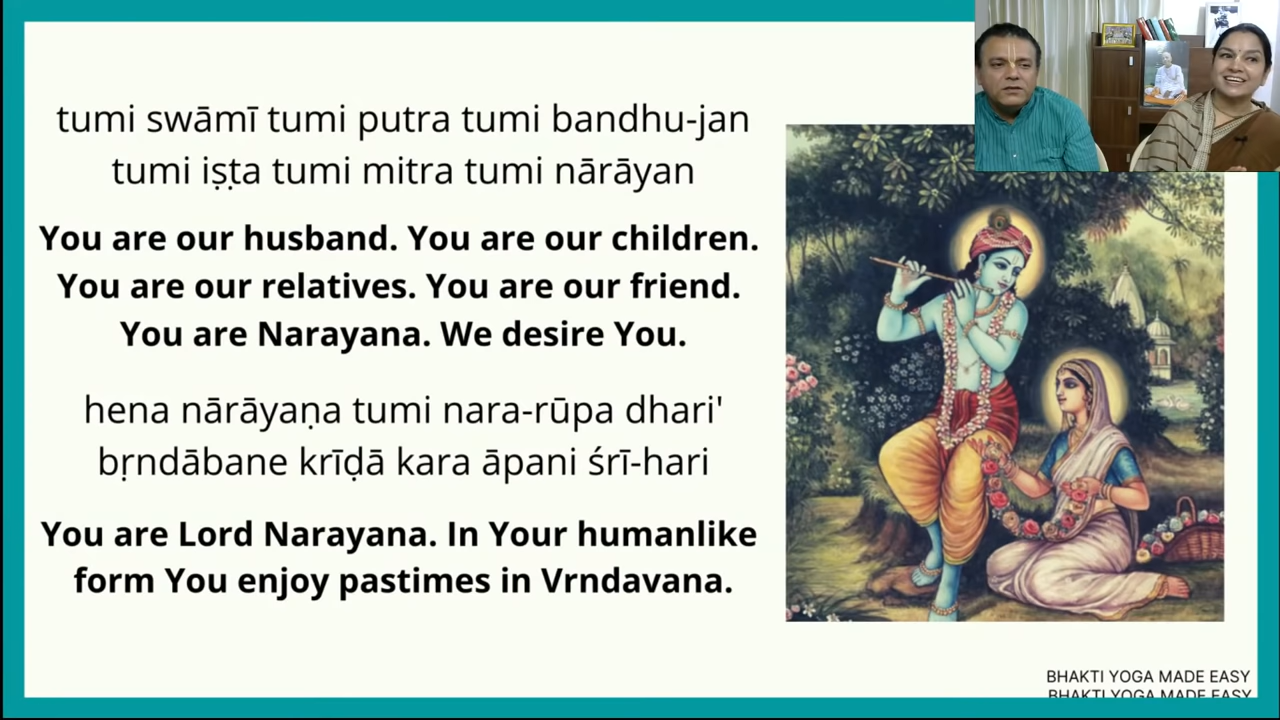 tumi swāmī tumi putra tumi bandhu-jan
tumi iṣṭa tumi mitra tumi nārāyan
You are our husband. You are our children.
You are our relatives. You are our friend.
You are Narayana. We desire You.
hena nārāyaṇa tumi nara-rūpa dhari'
bṛndābane krīḍā kara āpani śrī-hari
You are Lord Narayana. In Your humanlike
form You enjoy pastimes in Vrndavana.
BHAKTI YOGA MADE EASY
BHAKTI YOGA MADE EASY